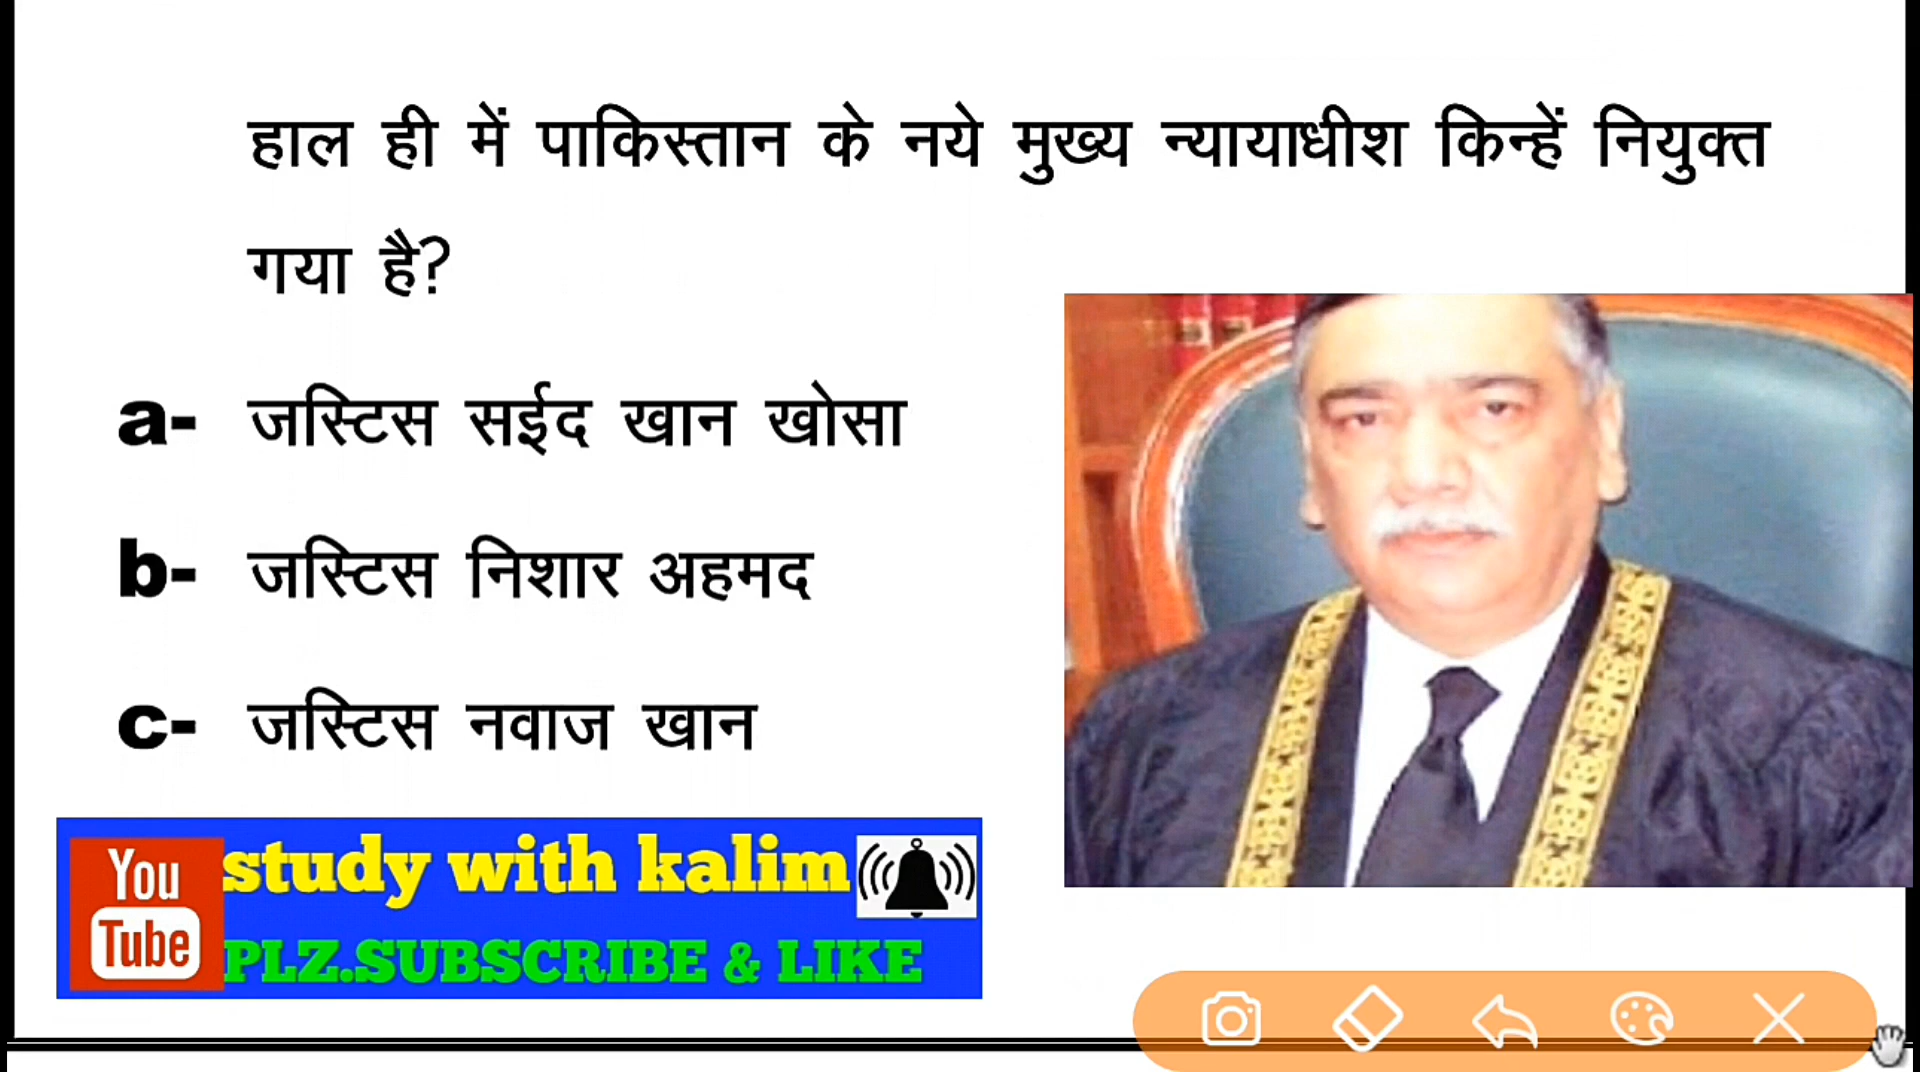 हाल ही में पाकिस्तान के नये मुख्य न्यायाधीश किन्हें नियुक्त
गया है?
a- जस्टिस सईद खान खोसा
b- जस्टिस निशार अहमद
c- जस्टिस नवाज खान
You
Tube
study with kalim
PLZ.SUBSCRIBE & LIKE